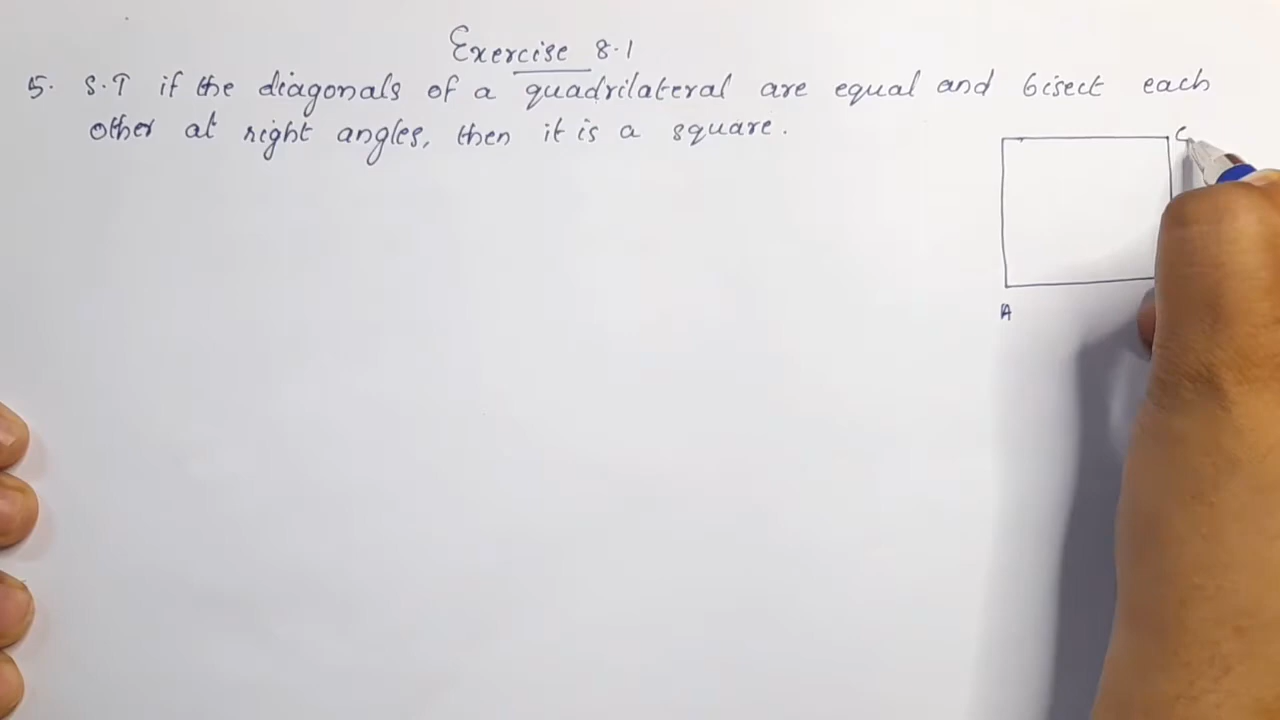 Exercise 8.1
5. S.T if the diagonals of a quadrilateral are equal and bisect each
other at right angles, then it is a square.
C
A